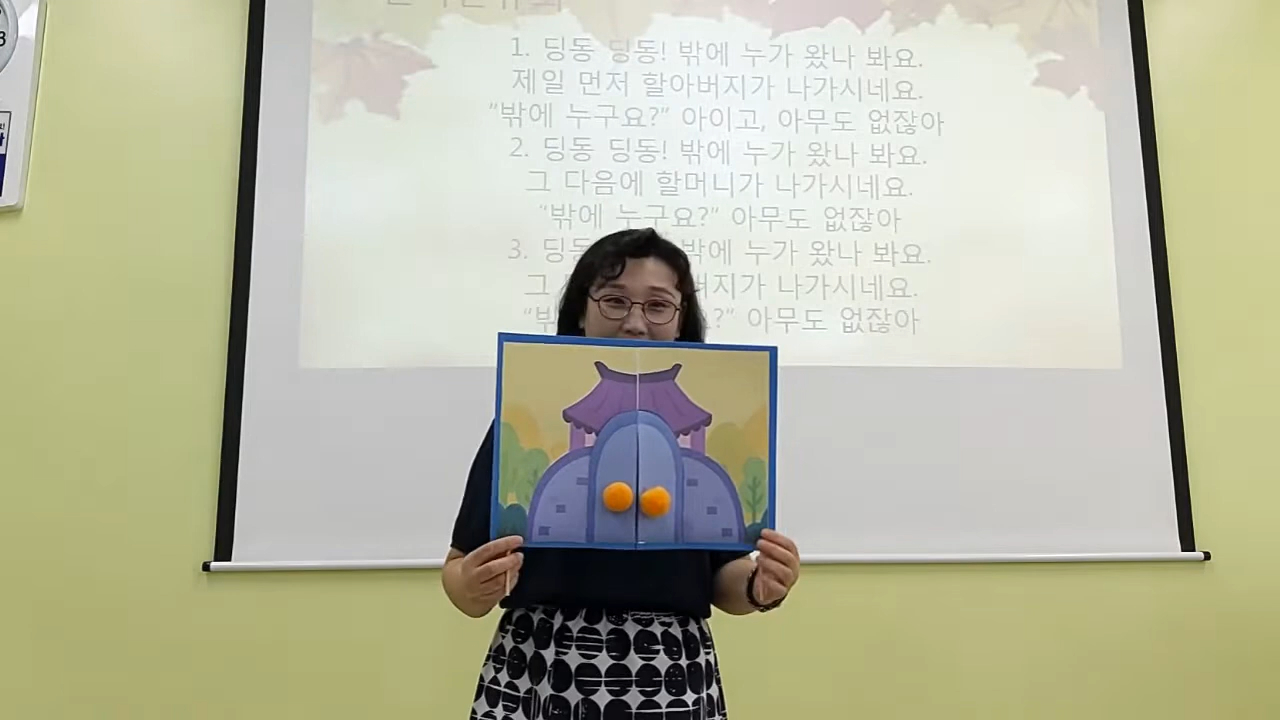 1. 딩동 딩동! 밖에 누가 왔나 봐요.
제일 먼저 할아버지가 나가시네요.
"밖에 누구요?" 아이고, 아무도 없잖아
2. 딩동 딩동! 밖에 누가 왔나 봐요.
그 다음에 할머니가 나가시네요.
"밖에 누구요?" 아무도 없잖아
3. 밖에 누가 왔나 봐요.
그 나가시네요.
아무도 없잖아